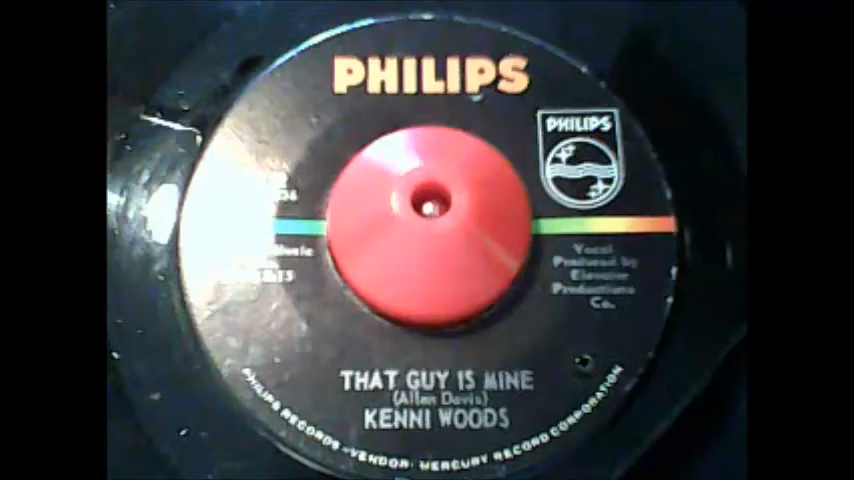 PHILIPS
PHILIPS
Vocal
Produced by
Elevator
Productions
Co.
THAT GUY IS MINE
(Allen Davis)
KENNI WOODS
PHILIPS RECORDS - VENDOR: MERCURY RECORD CORPORATION